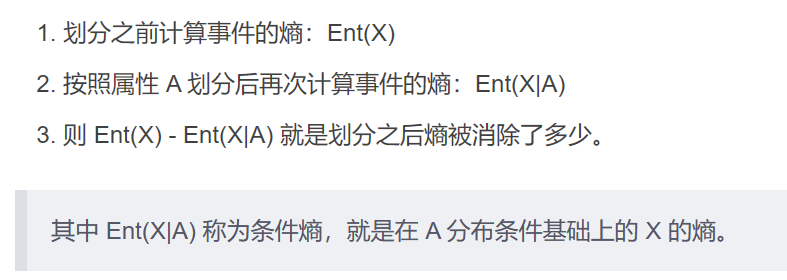 1. 划分之前计算事件的熵：Ent(X)
2. 按照属性 A 划分后再次计算事件的熵：Ent(X|A)
3. 则 Ent(X) - Ent(X|A) 就是划分之后熵被消除了多少。
其中 Ent(X|A) 称为条件熵，就是在 A 分布条件基础上的 X 的熵。